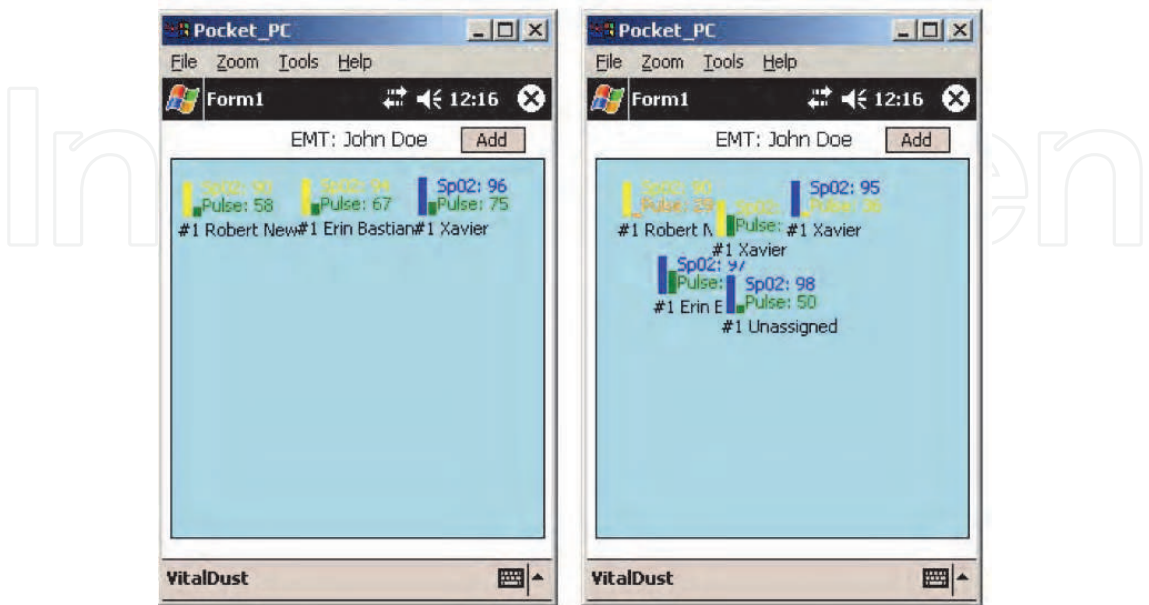 Pocket_PC
File Zoom Tools Help
Form1 12:16
EMT: John Doe Add
Sp02: 90 Sp02: 94 Sp02: 96
Pulse: 58 Pulse: 67 Pulse: 75
#1 Robert New #1 Erin Bastian #1 Xavier
VitalDust
Pocket_PC
File Zoom Tools Help
Form1 12:16
EMT: John Doe Add
Sp02: 90 Sp02: 95
Pulse: Pulse:
#1 Robert N #1 Xavier
Sp02:
Pulse:
#1 Xavier
Sp02: 97
Pulse:
#1 Erin B
Sp02: 98
Pulse: 50
#1 Unassigned
VitalDust